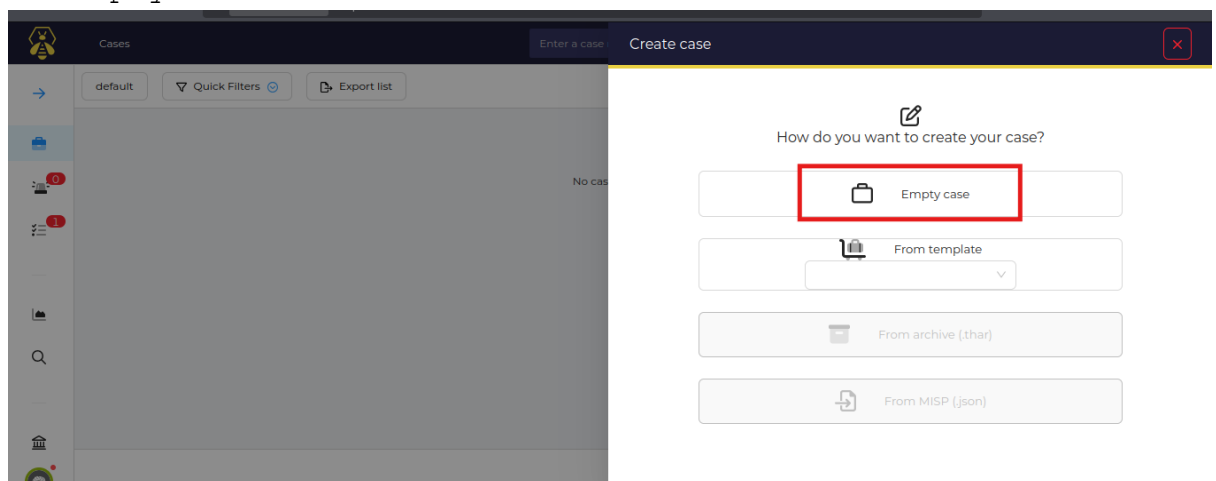 Cases
Enter a case
Create case
default
Quick Filters
Export list
How do you want to create your case?
0
No cas
Empty case
1
From template
From archive (.thar)
From MISP (.json)